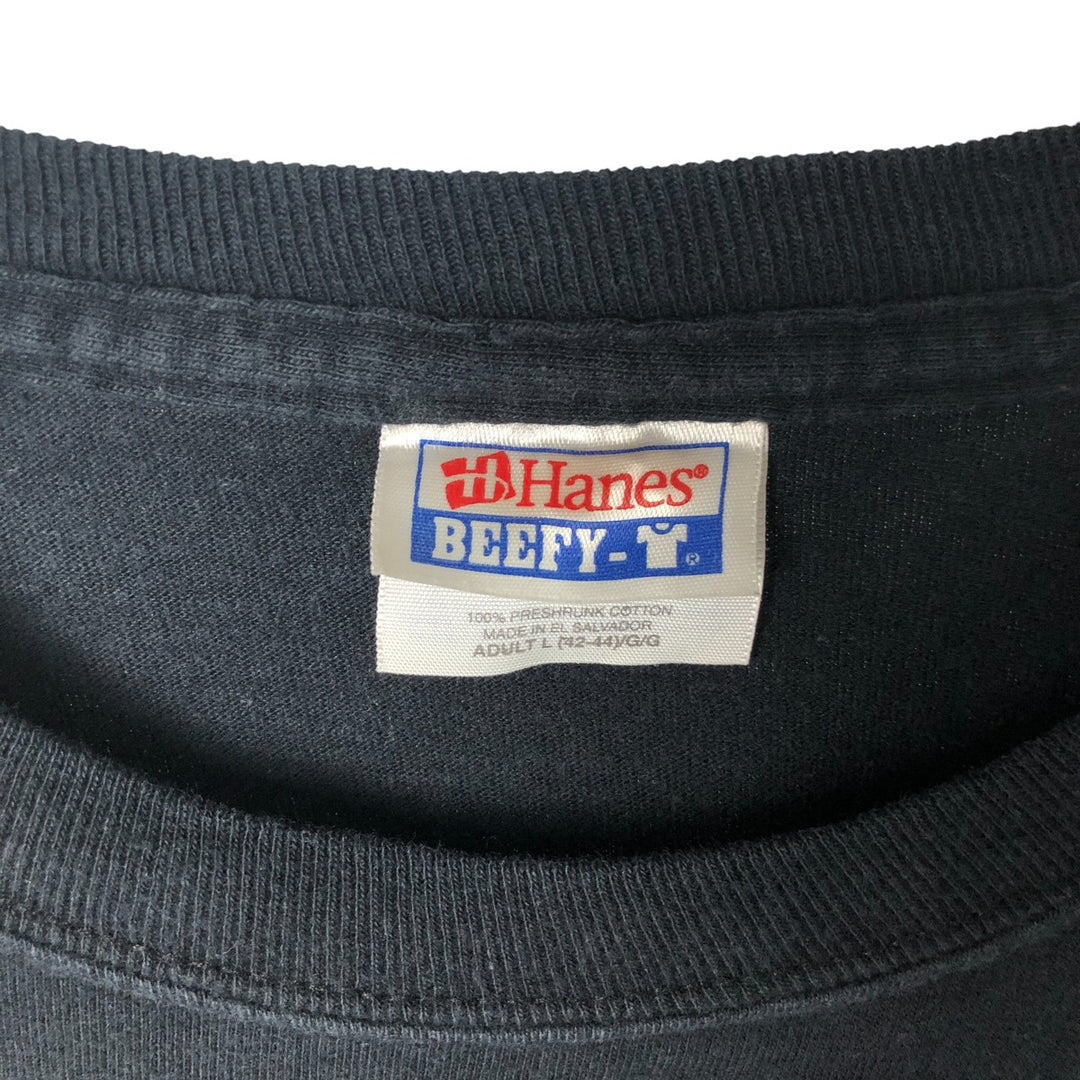 Hanes®
BEEFY-T®
100% PRESHRUNK COTTON
MADE IN EL SALVADOR
ADULT L (42-44)/G/G